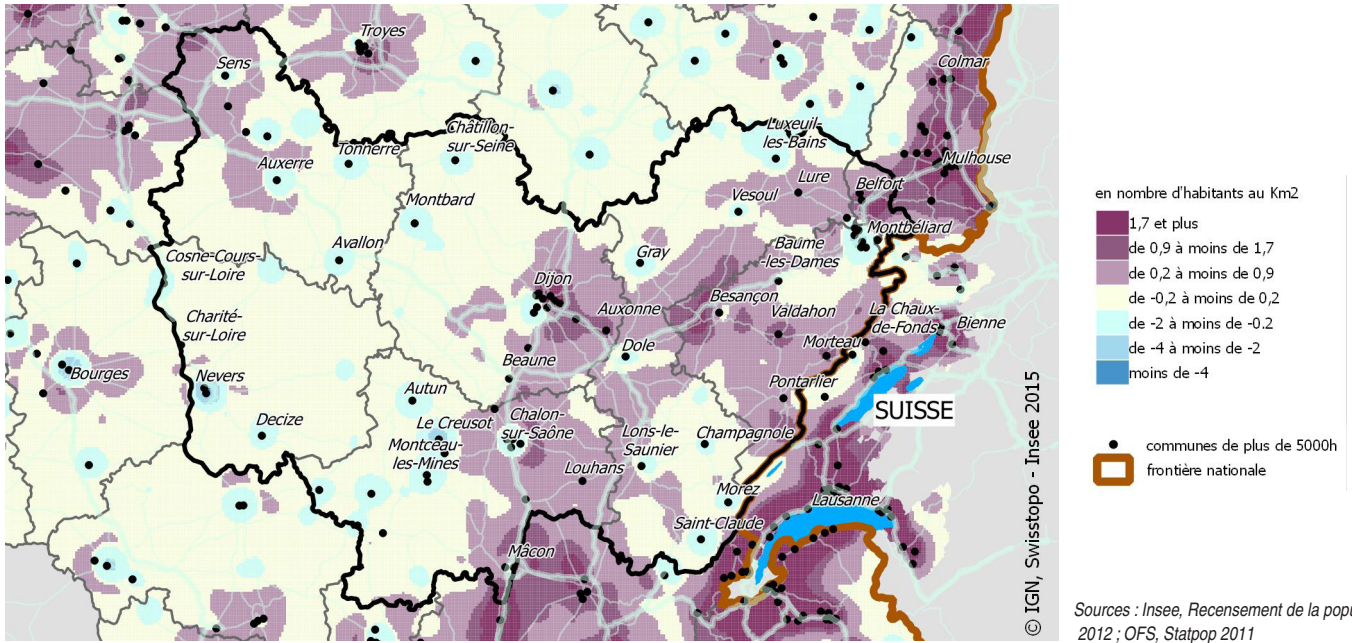 Troyes
Sens
Colmar
Châtillon-
sur-Seine
Luxeuil-
les-Bains
Tonnerre
Auxerre
Mulhouse
Lure
Belfort
Vesoul
Montbard
Montbéliard
Avallon
Baume
-les-Dames
Cosne-Cours-
sur-Loire
Gray
Dijon
Besançon
Auxonne
La Chaux-
de-Fonds
Charité-
sur-Loire
Valdahon
Bienne
Morteau
Beaune
Dole
Bourges
Nevers
Autun
Pontarlier
SUISSE
Decize
Le Creusot
Chalon-
sur-Saône
Montceau-
les-Mines
Lons-le-
Saunier
Champagnole
Louhans
Morez
Lausanne
Saint-Claude
Mâcon
© IGN, Swisstopo - Insee 2015
en nombre d'habitants au Km2
1,7 et plus
de 0,9 à moins de 1,7
de 0,2 à moins de 0,9
de -0,2 à moins de 0,2
de -2 à moins de -0.2
de -4 à moins de -2
moins de -4
communes de plus de 5000h
frontière nationale
Sources : Insee, Recensement de la popu
2012 ; OFS, Statpop 2011